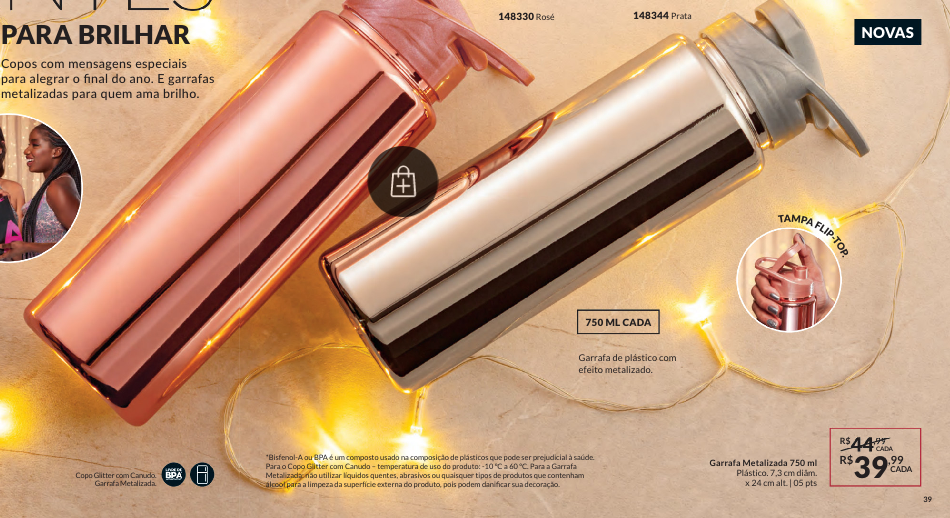 PARA BRILHAR
Copos com mensagens especiais
para alegrar o final do ano. E garrafas
metalizadas para quem ama brilho.
148330 Rosé
148344 Prata
NOVAS
TAMPA FLIP-TOP.
750 ML CADA
Garrafa de plástico com
efeito metalizado.
Copo Glitter com Canudo.
Garrafa Metalizada.
LIVRE DE
BPA
*Bisfenol-A ou BPA é um composto usado na composição de plásticos que pode ser prejudicial à saúde.
Para o Copo Glitter com Canudo – temperatura de uso do produto: -10 °C a 60 °C. Para a Garrafa
Metalizada: não utilizar líquidos quentes, abrasivos ou quaisquer tipos de produtos que contenham
álcool para a limpeza da superfície externa do produto, pois podem danificar sua decoração.
Garrafa Metalizada 750 ml
Plástico. 7,3 cm diâm.
x 24 cm alt. | 05 pts
R$ 44,99
CADA
R$ 39,99
CADA
39